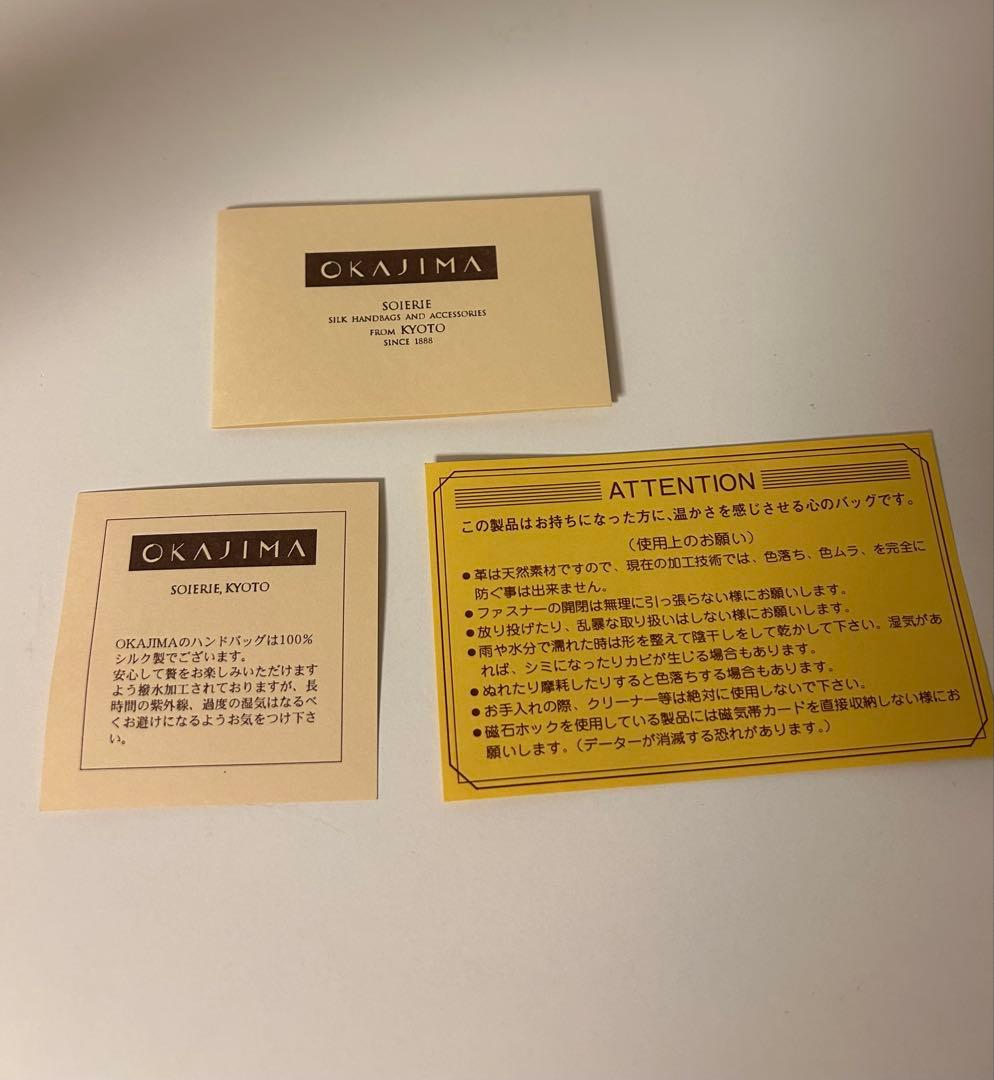 OKAJIMA
SOIERIE
SILK HANDBAGS AND ACCESSORIES
FROM KYOTO
SINCE 1888
OKAJIMA
SOIERIE, KYOTO
OKAJIMAのハンドバッグは100%
シルク製でございます。
安心して贅をお楽しみいただけます
よう撥水加工されておりますが、長
時間の紫外線、過度の湿気はなるべ
くお避けになるようお気をつけ下さ
い。
ATTENTION
この製品はお持ちになった方に、温かさを感じさせる心のバッグです。
（使用上のお願い）
●革は天然素材ですので、現在の加工技術では、色落ち、色ムラ、を完全に
防ぐ事は出来ません。
●ファスナーの開閉は無理に引っ張らない様にお願いします。
●放り投げたり、乱暴な取り扱いはしない様にお願いします。
●雨や水分で濡れた時は形を整えて陰干しをして乾かして下さい。湿気があ
れば、シミになったりカビが生じる場合もあります。
●ぬれたり摩耗したりすると色落ちする場合もあります。
●お手入れの際、クリーナー等は絶対に使用しないで下さい。
●磁石ホックを使用している製品には磁気帯カードを直接収納しない様にお
願いします。（データーが消滅する恐れがあります。）